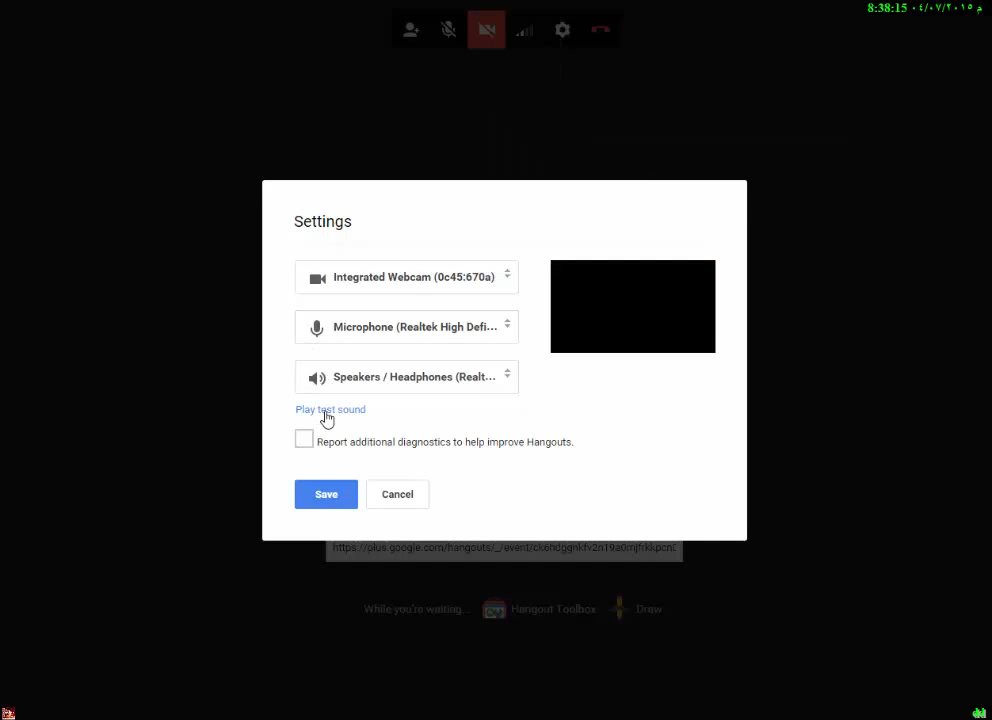 8:38:15 م ٠٤/٠٧/٢٠١٥
Settings
Integrated Webcam (0c45:670a)
Microphone (Realtek High Defi...
Speakers / Headphones (Realt...
Play test sound
Report additional diagnostics to help improve Hangouts.
Save Cancel
While you're waiting... Hangout Toolbox Draw